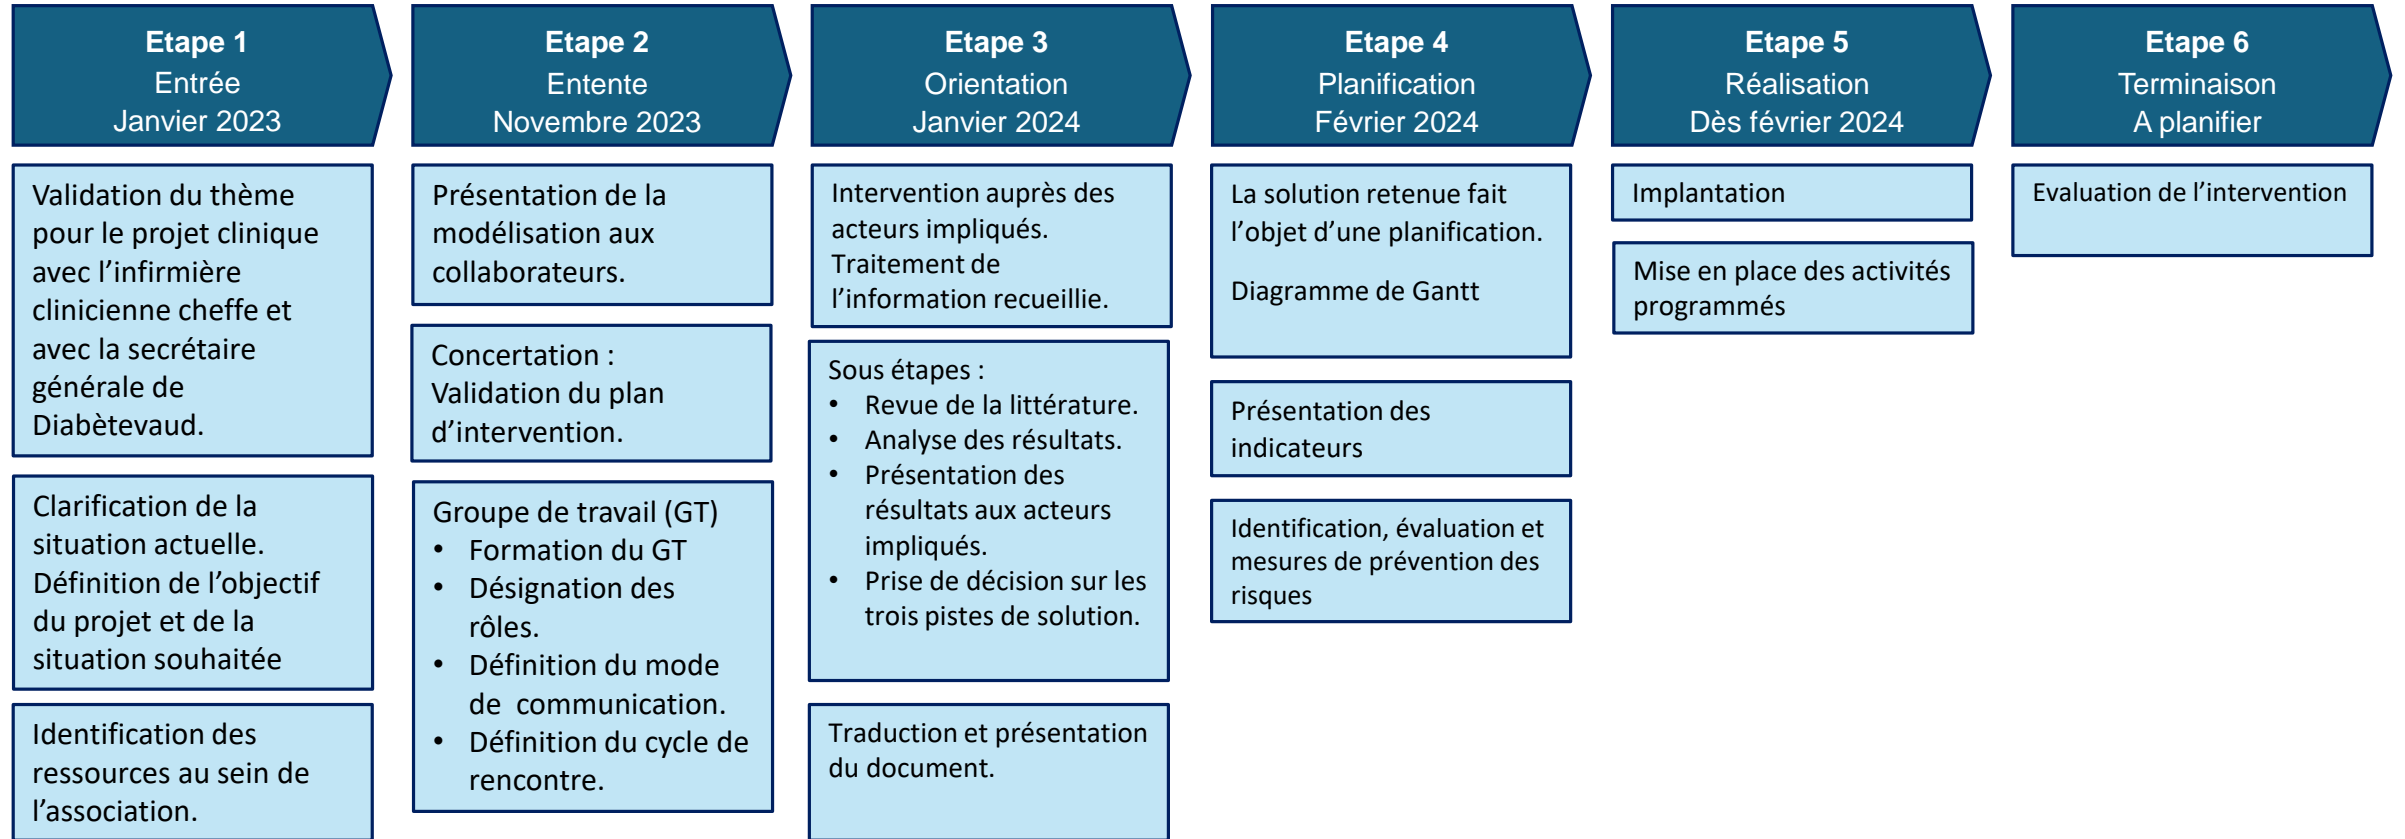 Etape 1
Entrée
Janvier 2023
Validation du thème
pour le projet clinique
avec l’infirmière
clinicienne cheffe et
avec la secrétaire
générale de
Diabètevaud.
Clarification de la
situation actuelle.
Définition de l’objectif
du projet et de la
situation souhaitée
Identification des
ressources au sein de
l’association.
Etape 2
Entente
Novembre 2023
Présentation de la
modélisation aux
collaborateurs.
Concertation :
Validation du plan
d’intervention.
Groupe de travail (GT)
• Formation du GT
• Désignation des
rôles.
• Définition du mode
de communication.
• Définition du cycle de
rencontre.
Etape 3
Orientation
Janvier 2024
Intervention auprès des
acteurs impliqués.
Traitement de
l’information recueillie.
Sous étapes :
• Revue de la littérature.
• Analyse des résultats.
• Présentation des
résultats aux acteurs
impliqués.
• Prise de décision sur les
trois pistes de solution.
Traduction et présentation
du document.
Etape 4
Planification
Février 2024
La solution retenue fait
l’objet d’une planification.
Diagramme de Gantt
Présentation des
indicateurs
Identification, évaluation et
mesures de prévention des
risques
Etape 5
Réalisation
Dès février 2024
Implantation
Mise en place des activités
programmés
Etape 6
Terminaison
A planifier
Evaluation de l’intervention